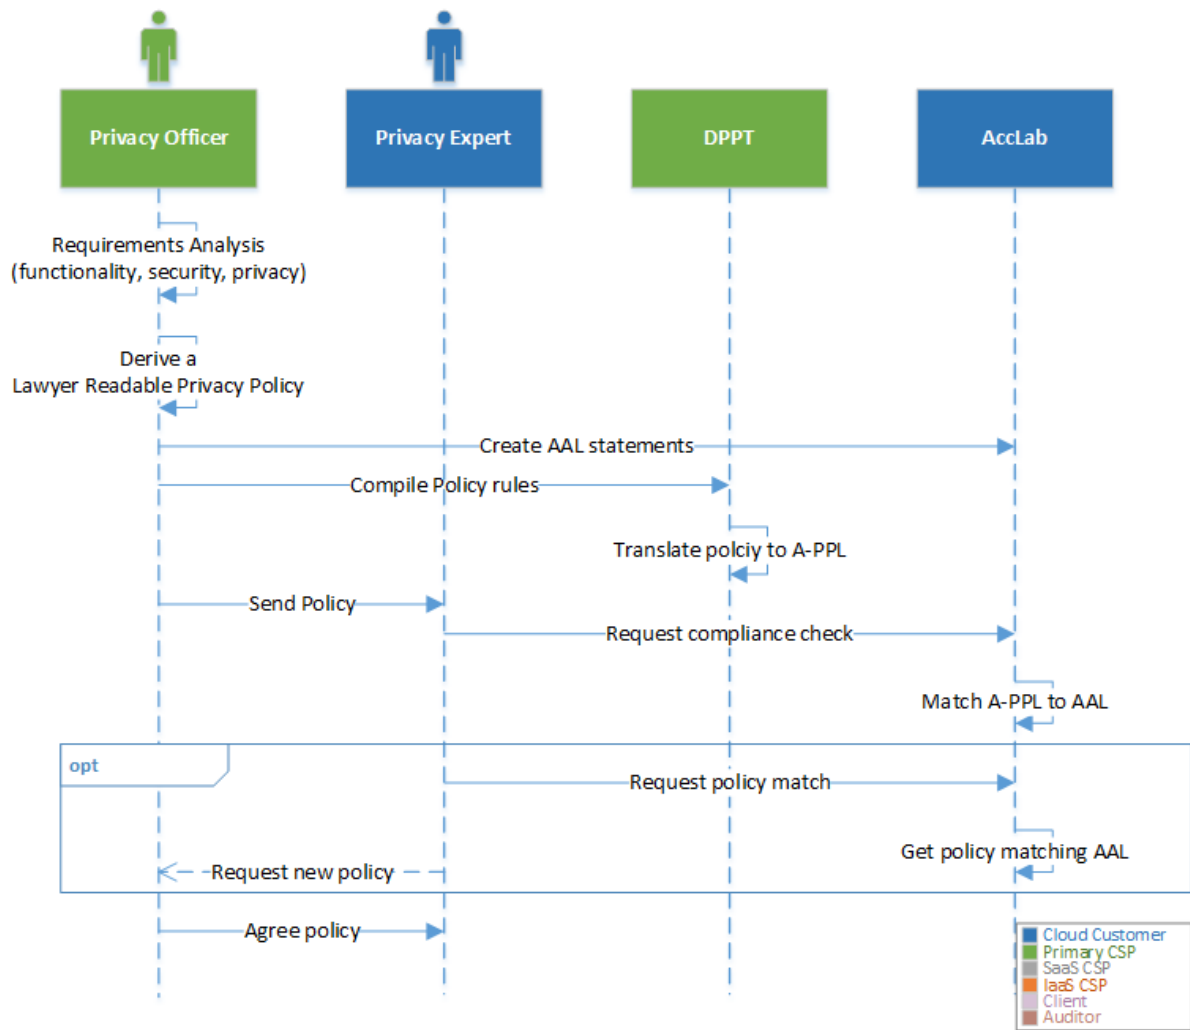 Privacy Officer
Privacy Expert
DPPT
AccLab
Requirements Analysis
(functionality, security, privacy)
Derive a
Lawyer Readable Privacy Policy
Create AAL statements
Compile Policy rules
Translate polciy to A-PPL
Send Policy
Request compliance check
Match A-PPL to AAL
opt
Request policy match
Get policy matching AAL
Request new policy
Agree policy
Cloud Customer
Primary CSP
SaaS CSP
IaaS CSP
Client
Auditor